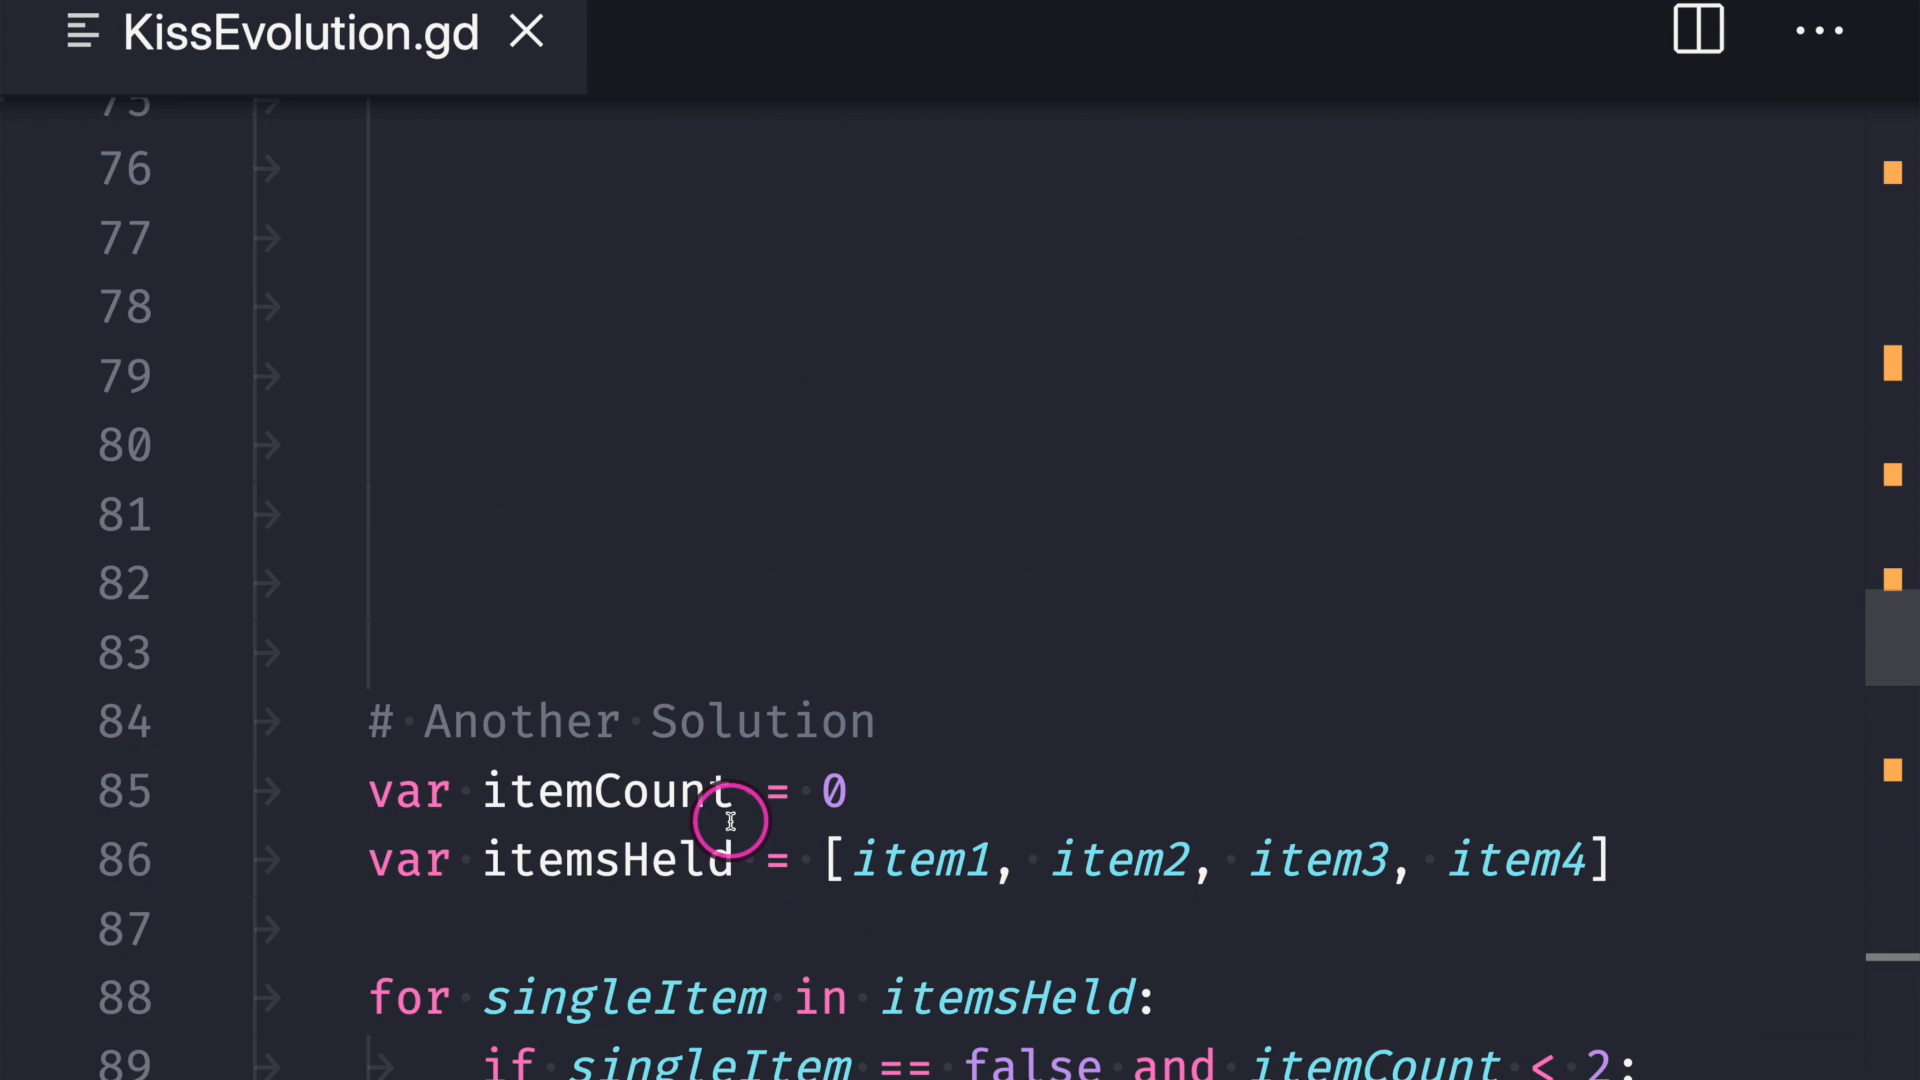 KissEvolution.gd
75
76
77
78
79
80
81
82
83
84 # Another Solution
85 var itemCount = 0
86 var itemsHeld = [item1, item2, item3, item4]
87
88 for singleItem in itemsHeld:
89 if singleItem == false and itemCount < 2: